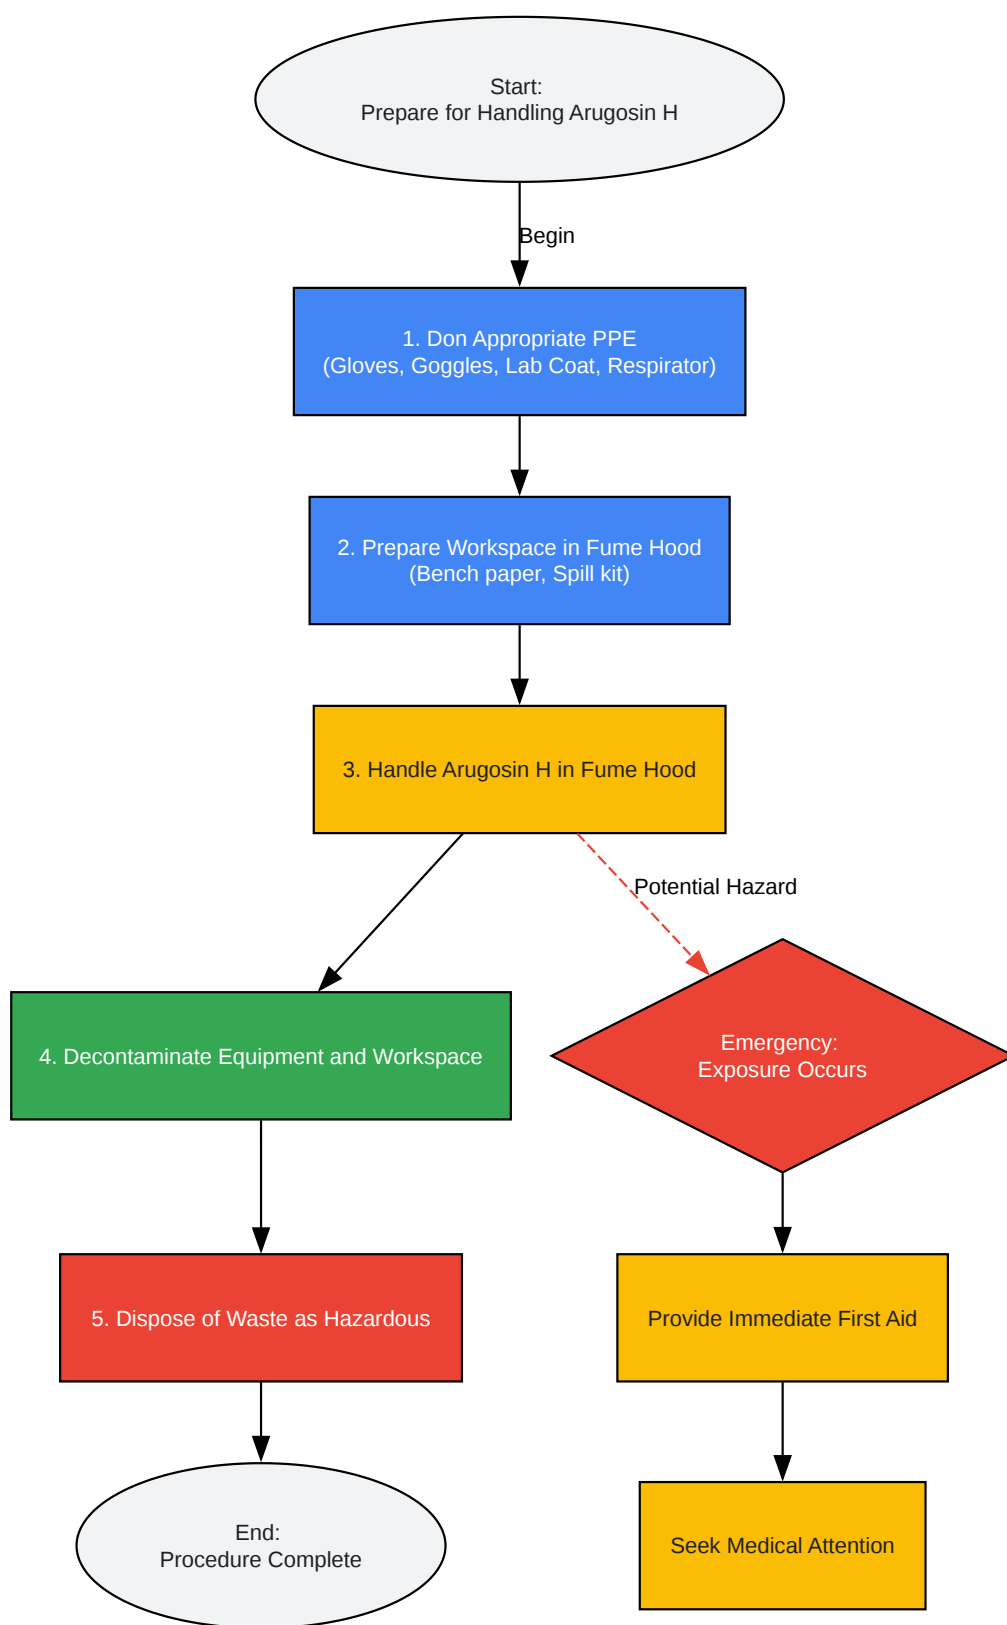 Start:
Prepare for Handling Arugosin H
Begin
1. Don Appropriate PPE
(Gloves, Goggles, Lab Coat, Respirator)
2. Prepare Workspace in Fume Hood
(Bench paper, Spill kit)
3. Handle Arugosin H in Fume Hood
Potential Hazard
4. Decontaminate Equipment and Workspace
Emergency:
Exposure Occurs
5. Dispose of Waste as Hazardous
Provide Immediate First Aid
End:
Procedure Complete
Seek Medical Attention